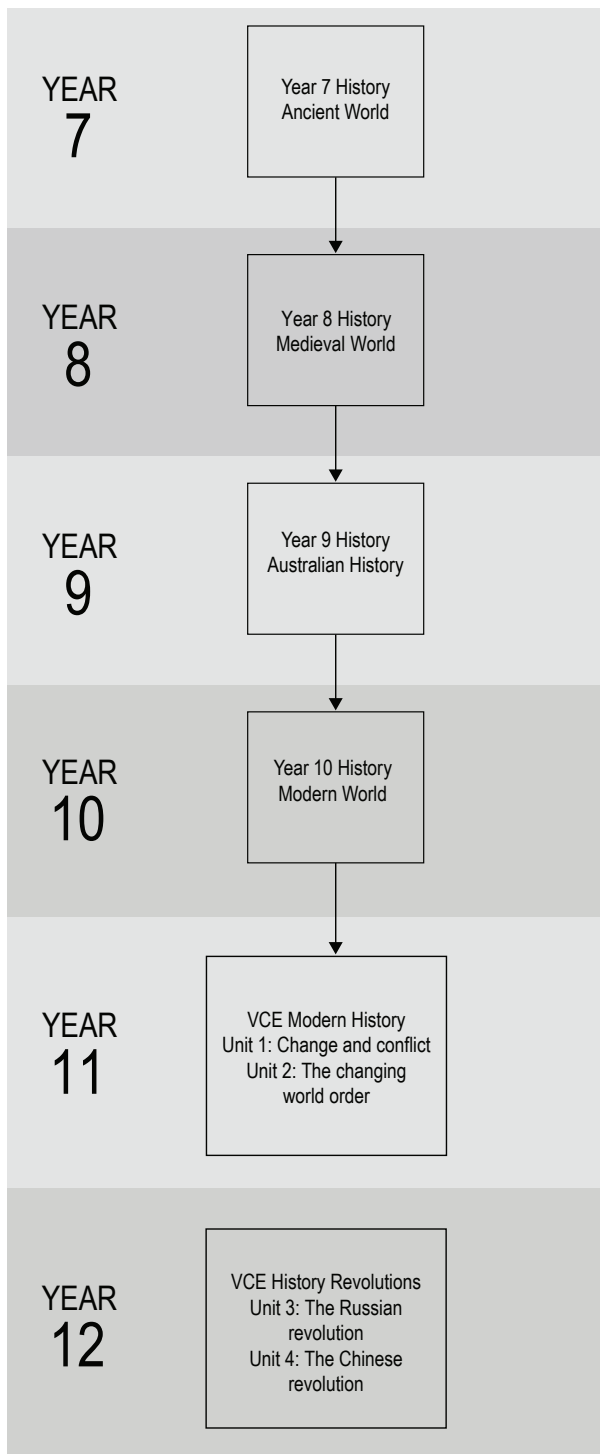 YEAR
7
Year 7 History
Ancient World
YEAR
8
Year 8 History
Medieval World
YEAR
9
Year 9 History
Australian History
YEAR
10
Year 10 History
Modern World
YEAR
11
VCE Modern History
Unit 1: Change and conflict
Unit 2: The changing
world order
YEAR
12
VCE History Revolutions
Unit 3: The Russian
revolution
Unit 4: The Chinese
revolution